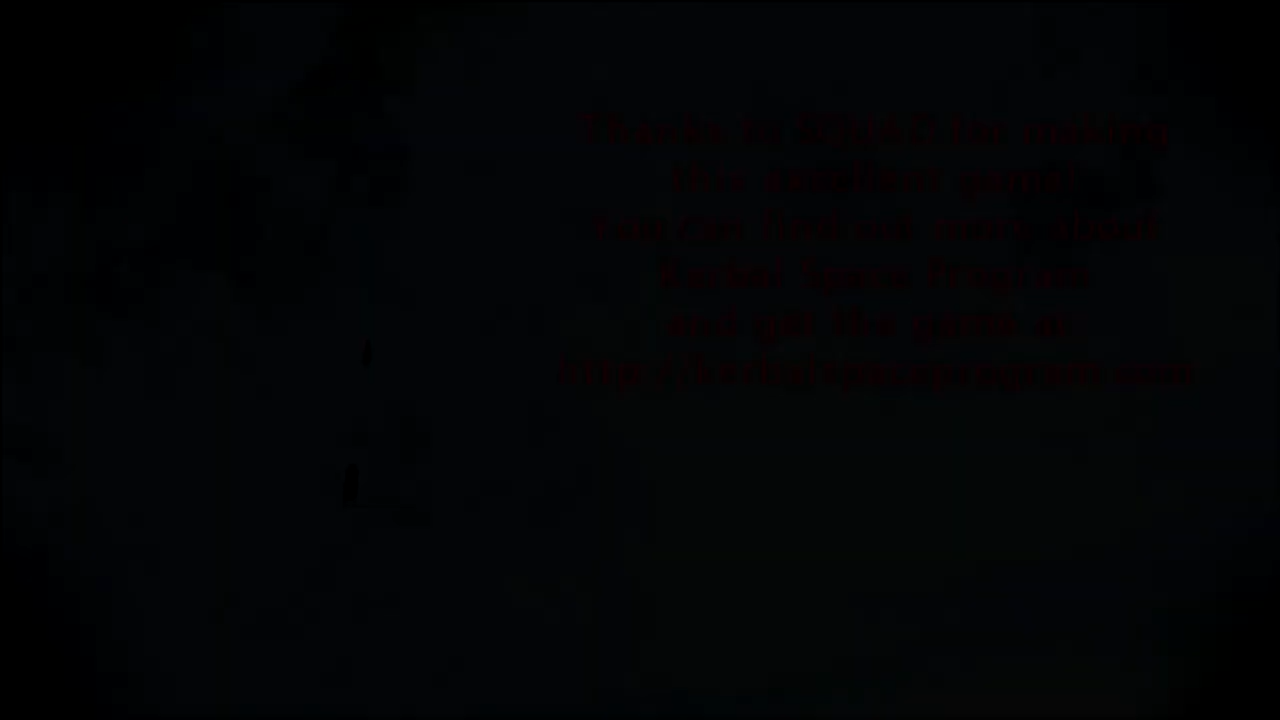 Thanks to Squad for making
this excellent game!
You can find out more about
Kerbal Space Program
and get the game at
https://kerbalspaceprogram.com